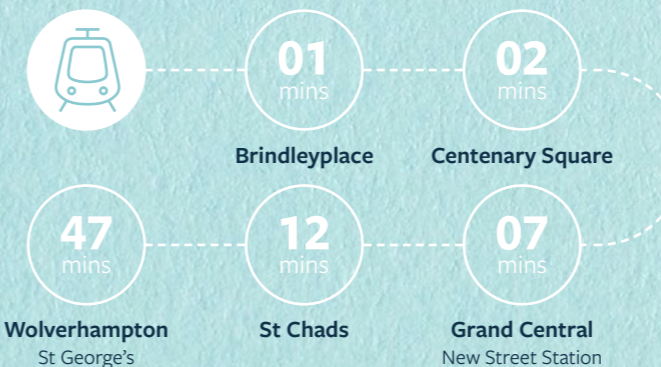 01
mins
Brindleyplace
02
mins
Centenary Square
07
mins
Grand Central
New Street Station
12
mins
St Chads
47
mins
Wolverhampton
St George's